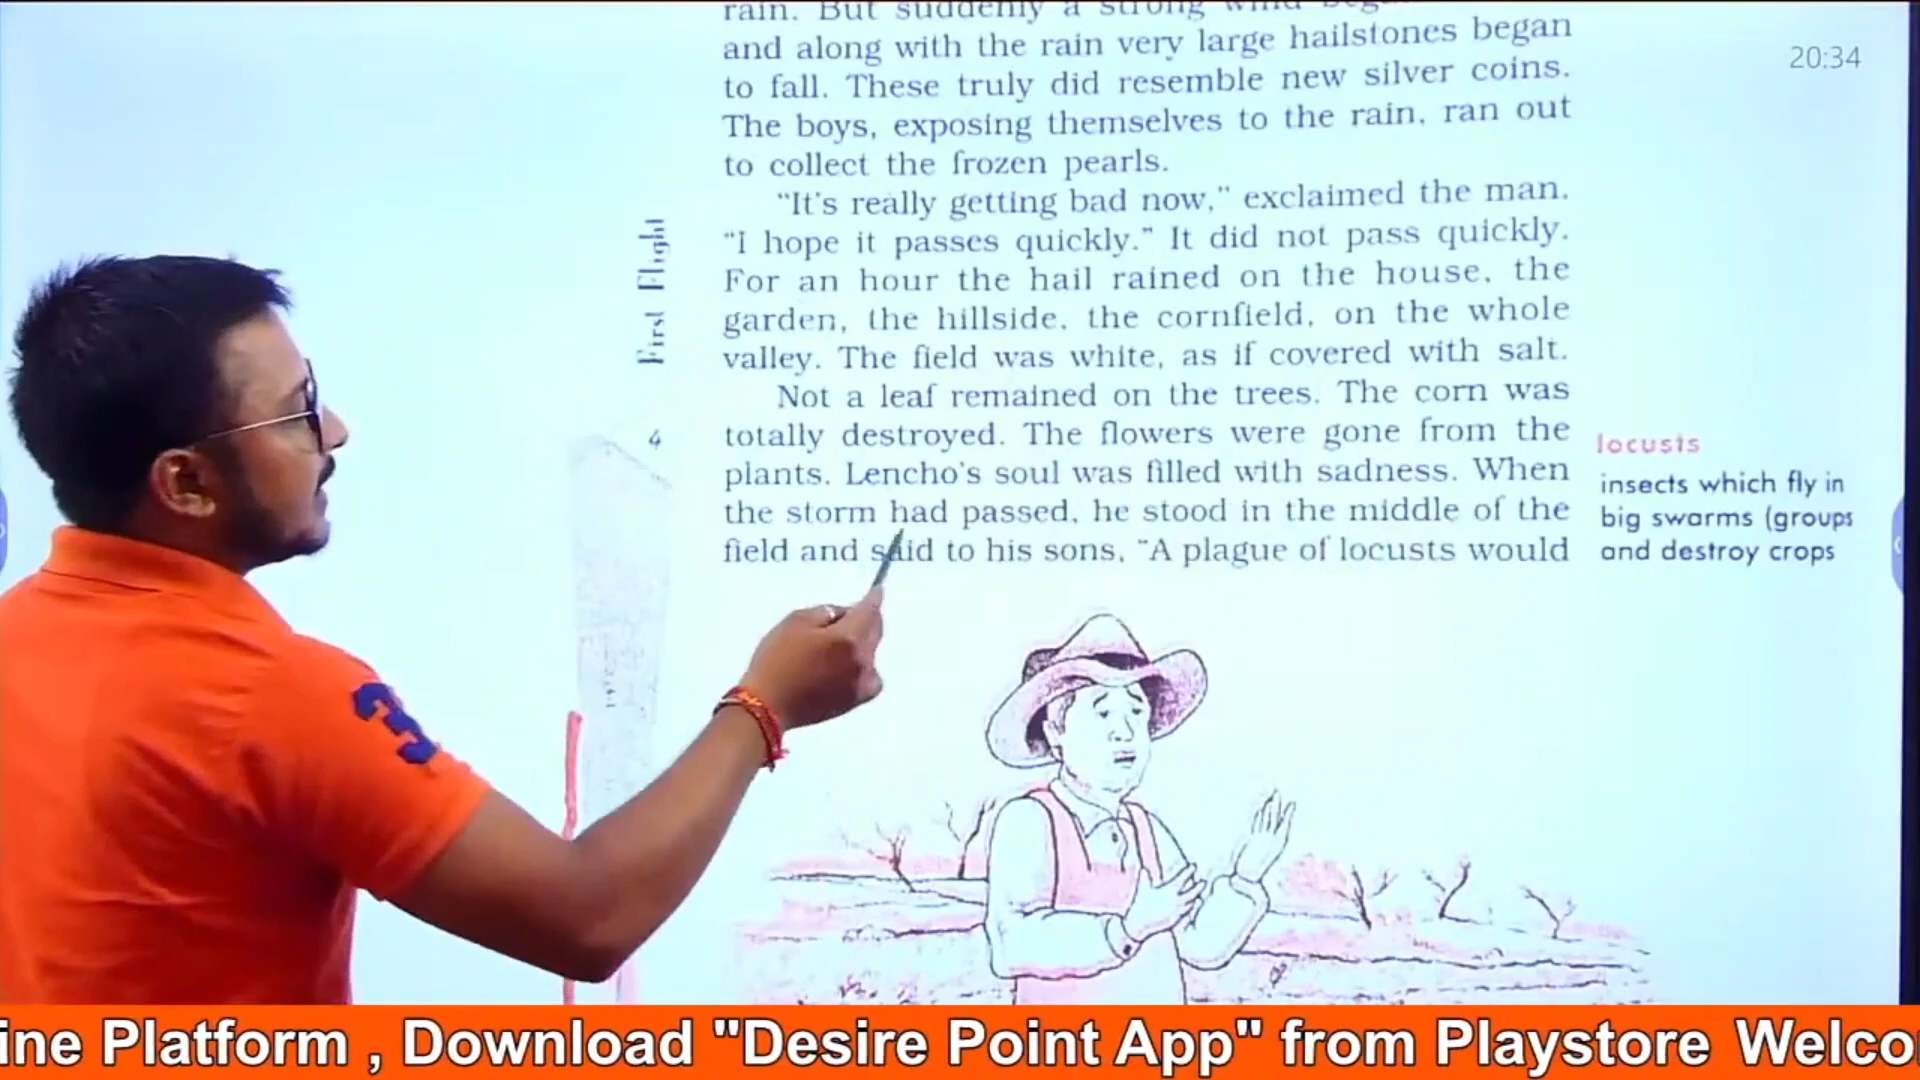 rain. But suddenly a strong wind
and along with the rain very large hailstones began
to fall. These truly did resemble new silver coins.
The boys, exposing themselves to the rain, ran out
to collect the frozen pearls.
"It's really getting bad now," exclaimed the man.
"I hope it passes quickly." It did not pass quickly.
For an hour the hail rained on the house, the
garden, the hillside, the cornfield, on the whole
valley. The field was white, as if covered with salt.
Not a leaf remained on the trees. The corn was
totally destroyed. The flowers were gone from the
plants. Lencho's soul was filled with sadness. When
the storm had passed, he stood in the middle of the
field and said to his sons, "A plague of locusts would
First Flight
4
20:34
locusts
insects which fly in
big swarms (groups
and destroy crops
3
ine Platform , Download "Desire Point App" from Playstore Welco